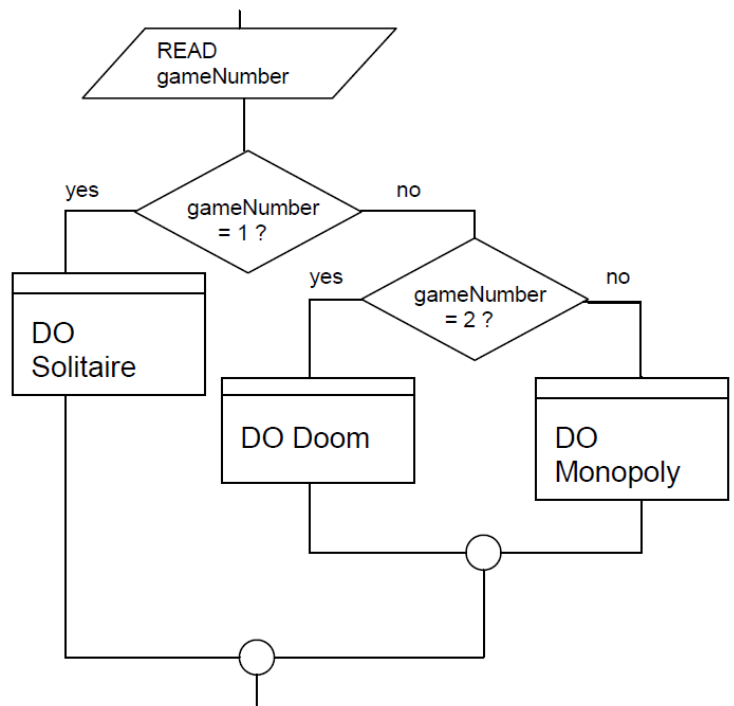 READ
gameNumber
yes
no
gameNumber
= 1 ?
yes
no
gameNumber
= 2 ?
DO
Solitaire
DO Doom
DO
Monopoly